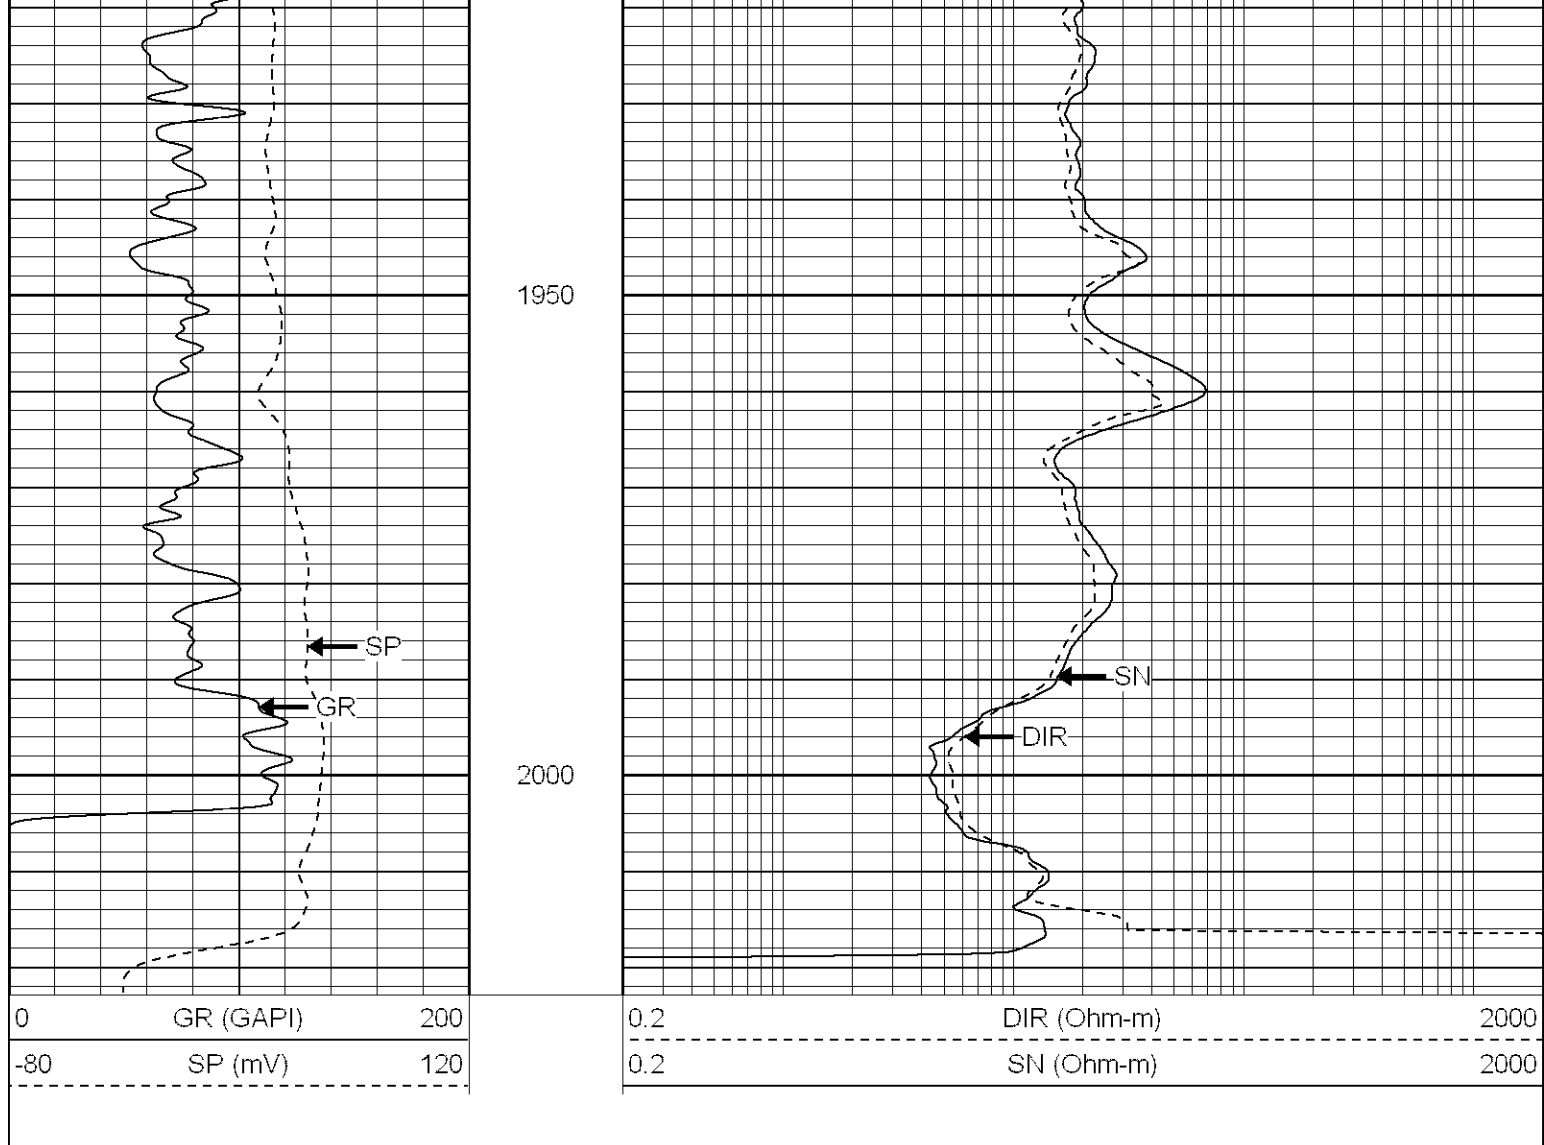 1950
SP
SN
GR
DIR
2000
0 GR (GAPI) 200
0.2 DIR (Ohm-m) 2000
-80 SP (mV) 120
0.2 SN (Ohm-m) 2000